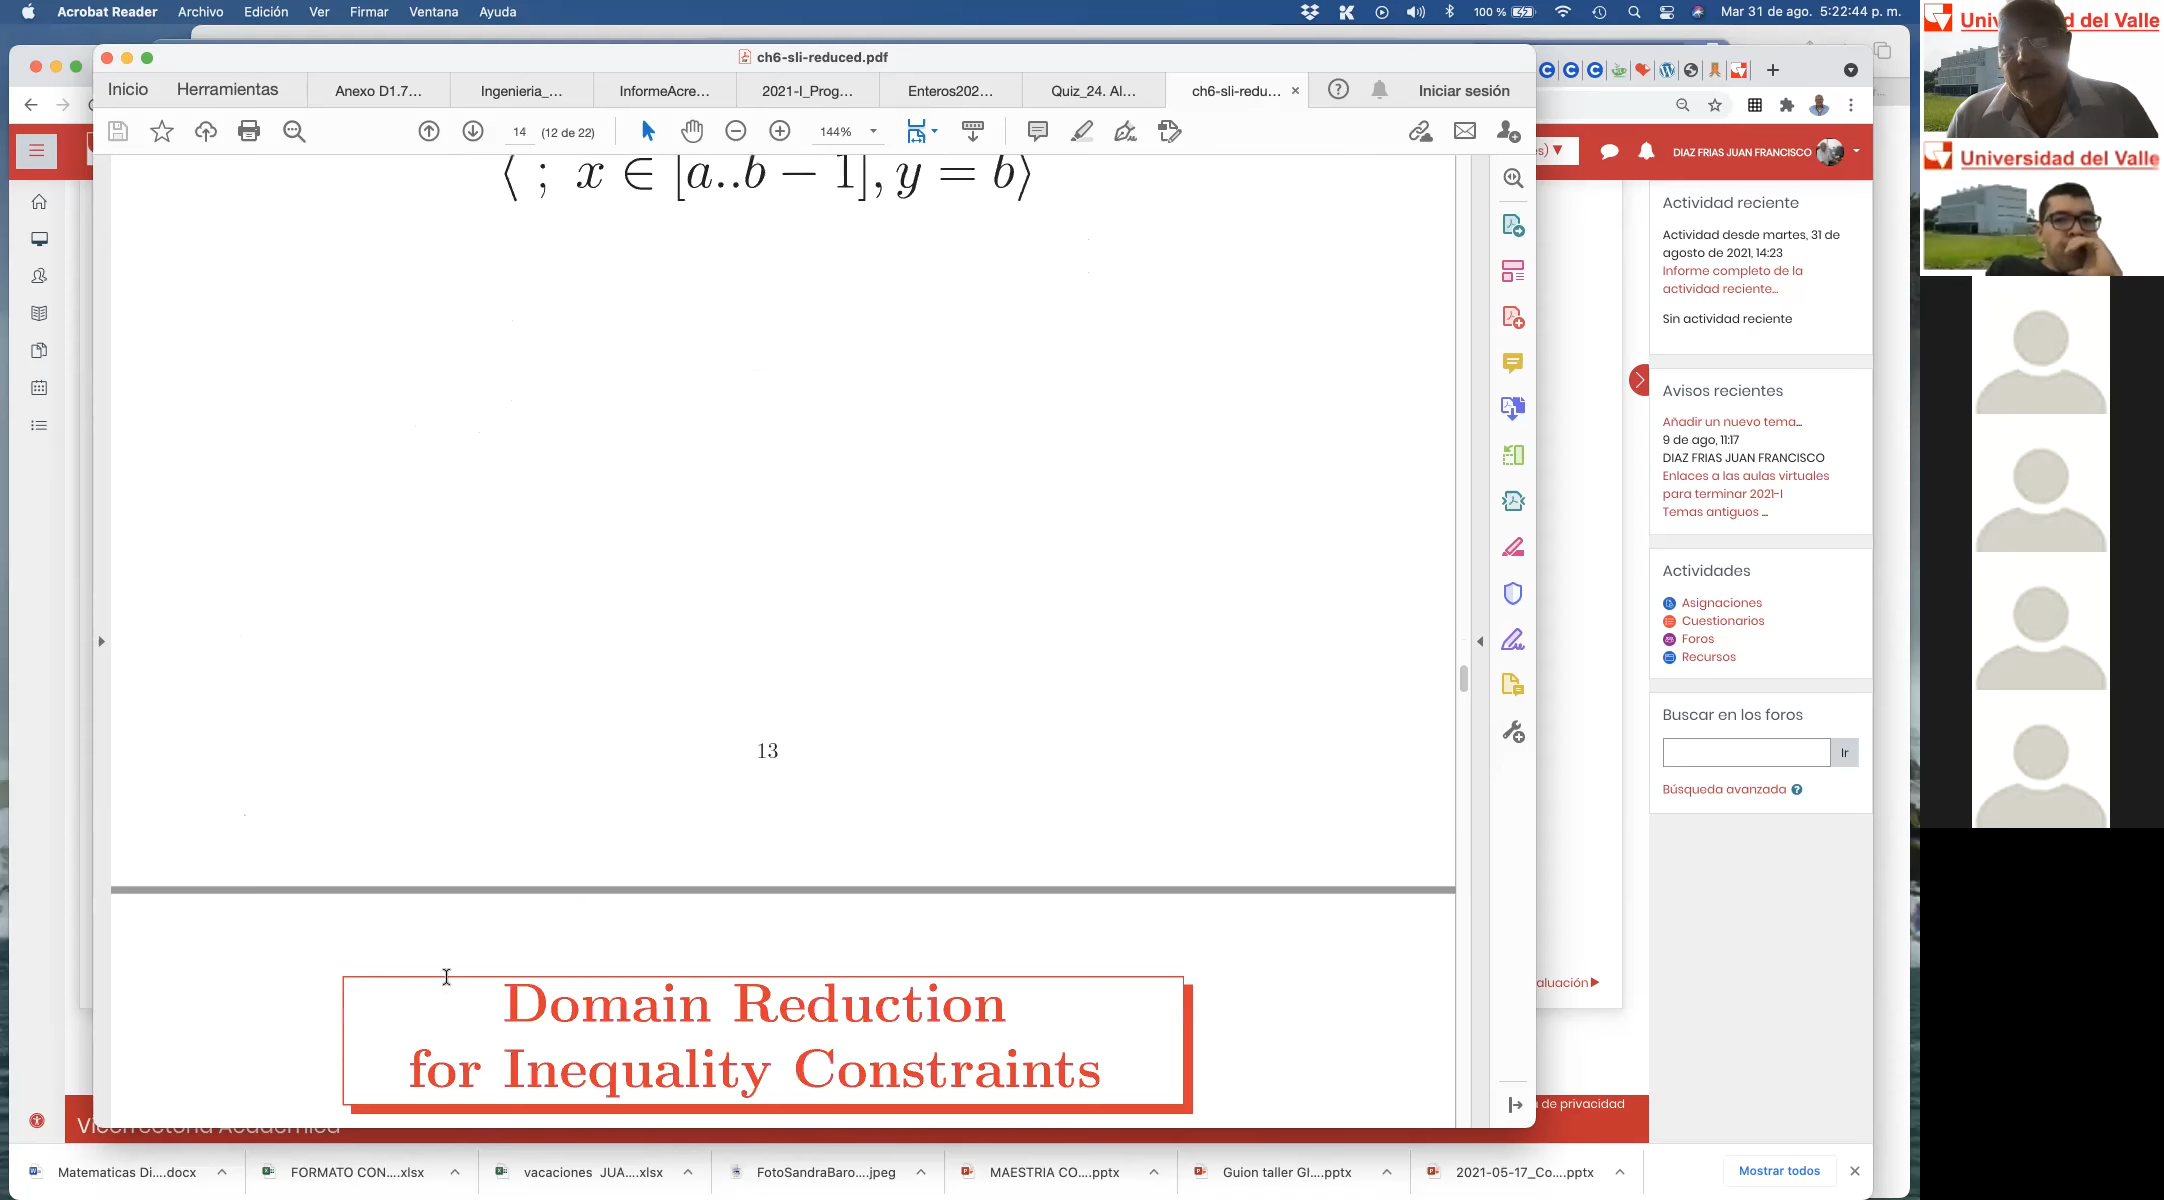 Acrobat Reader Archivo Edición Ver Firmar Ventana Ayuda
100 % Mar 31 de ago. 5:22:44 p. m.
ch6-sli-reduced.pdf
Inicio Herramientas Anexo D1.7... Ingenieria_... InformeAcre... 2021-I_Prog... Enteros202... Quiz_24. Al... ch6-sli-redu... × Iniciar sesión
14 (12 de 22) 144%
⟨ ; x ∈ [a..b − 1], y = b⟩
13
Domain Reduction
for Inequality Constraints
DIAZ FRIAS JUAN FRANCISCO
Actividad reciente
Actividad desde martes, 31 de
agosto de 2021, 14:23
Informe completo de la
actividad reciente...
Sin actividad reciente
Avisos recientes
Añadir un nuevo tema...
9 de ago, 11:17
DIAZ FRIAS JUAN FRANCISCO
Enlaces a las aulas virtuales
para terminar 2021-I
Temas antiguos ...
Actividades
Asignaciones
Cuestionarios
Foros
Recursos
Buscar en los foros
Ir
Búsqueda avanzada
aluación
de privacidad
Matematicas Di....docx FORMATO CON....xlsx vacaciones JUA....xlsx FotoSandraBaro....jpeg MAESTRIA CO....pptx Guion taller GI....pptx 2021-05-17_Co....pptx Mostrar todos
Univ d del Valle
Universidad del Valle